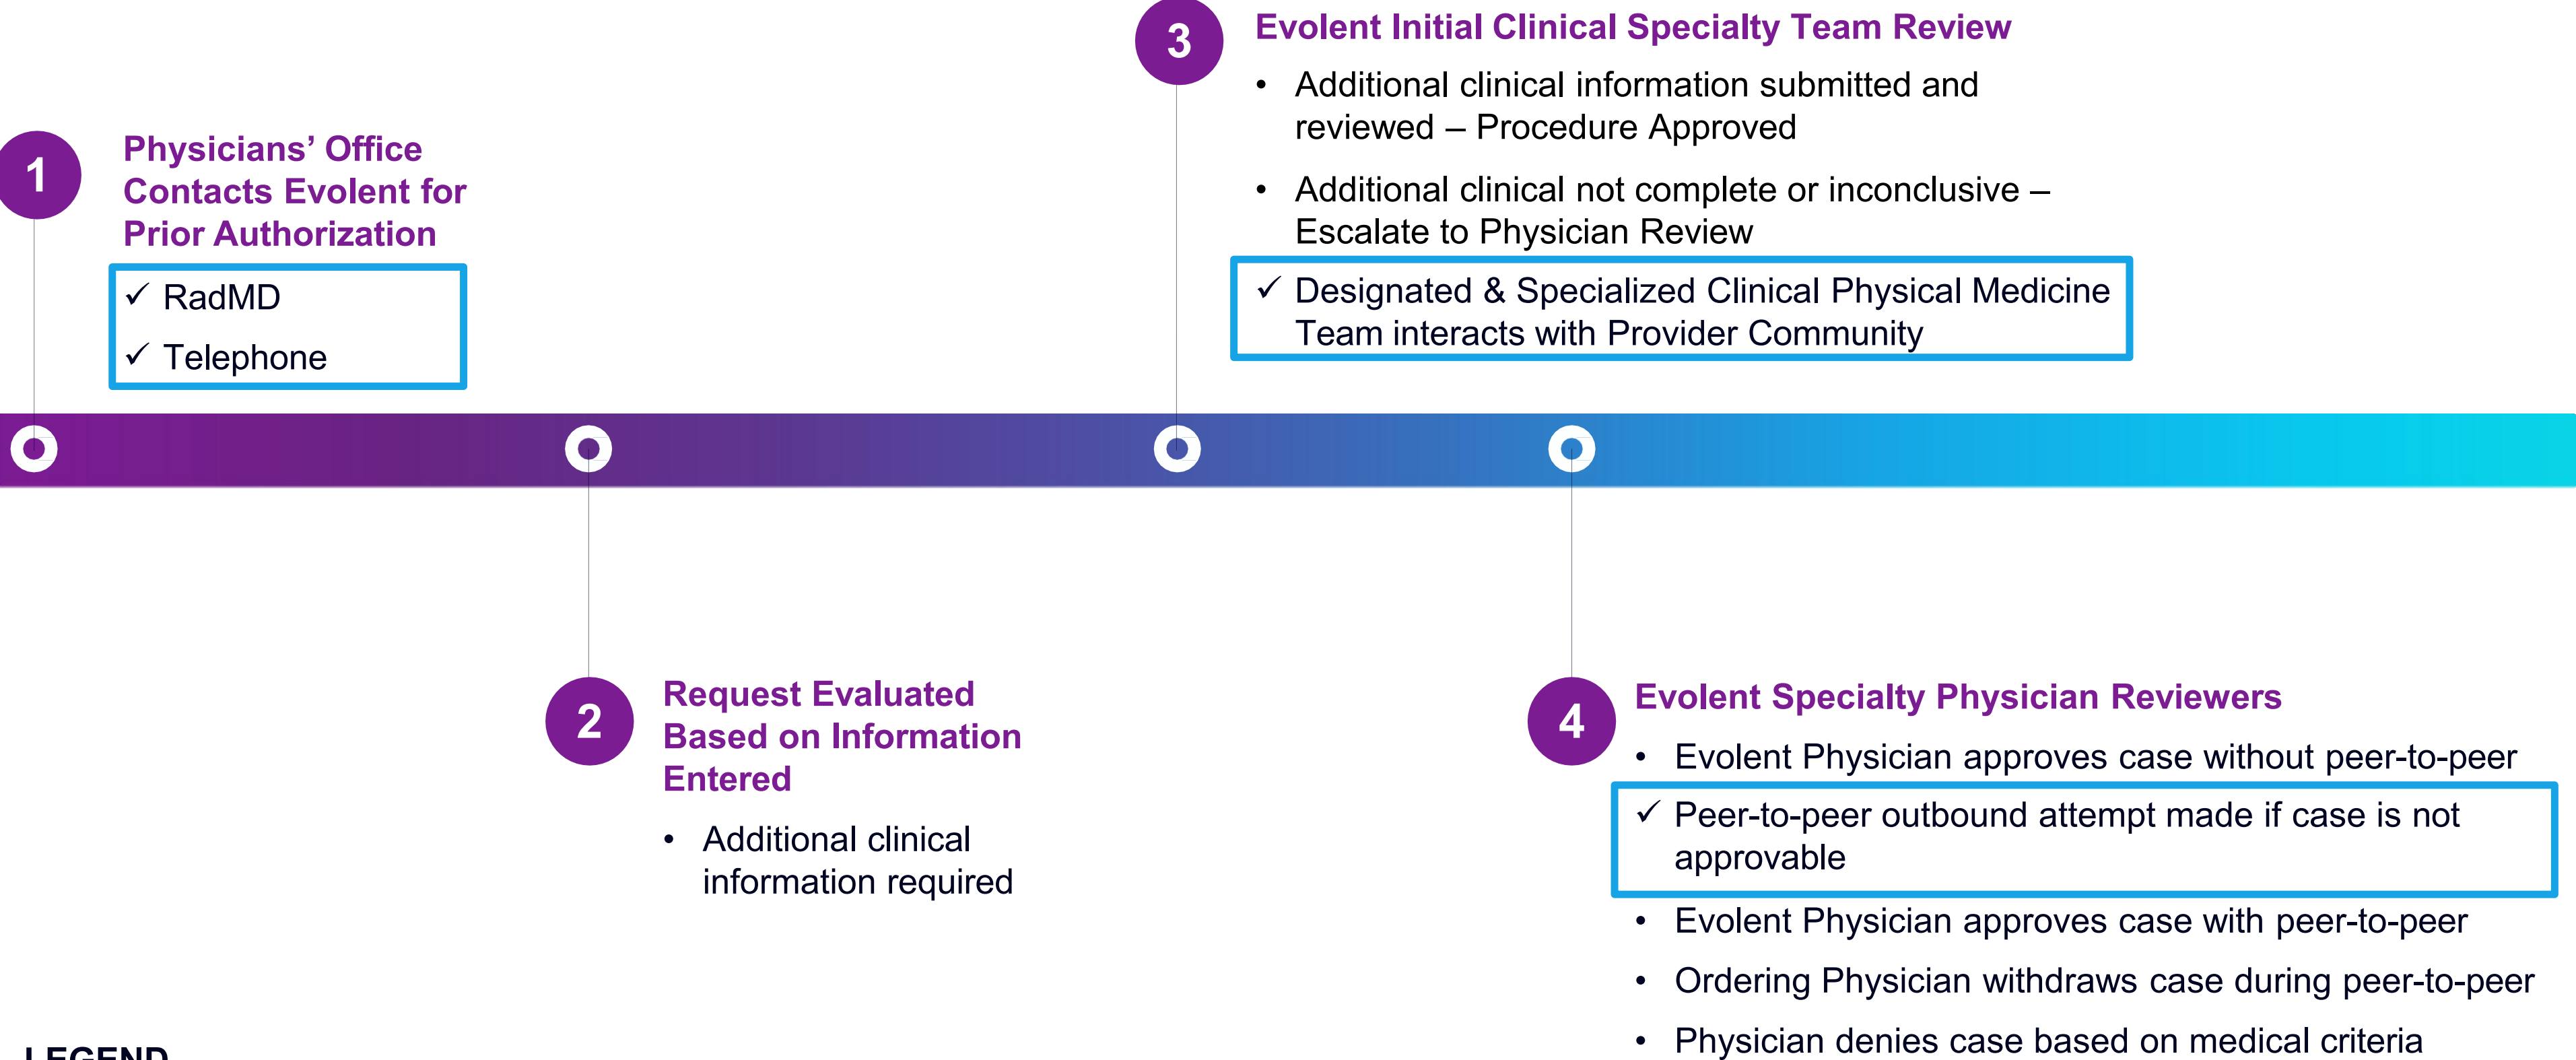 1
Physicians’ Office
Contacts Evolent for
Prior Authorization
✓ RadMD
✓ Telephone
2
Request Evaluated
Based on Information
Entered
• Additional clinical
information required
3
Evolent Initial Clinical Specialty Team Review
• Additional clinical information submitted and
reviewed – Procedure Approved
• Additional clinical not complete or inconclusive –
Escalate to Physician Review
✓ Designated & Specialized Clinical Physical Medicine
Team interacts with Provider Community
4
Evolent Specialty Physician Reviewers
• Evolent Physician approves case without peer-to-peer
✓ Peer-to-peer outbound attempt made if case is not
approvable
• Evolent Physician approves case with peer-to-peer
• Ordering Physician withdraws case during peer-to-peer
• Physician denies case based on medical criteria
LEGEND